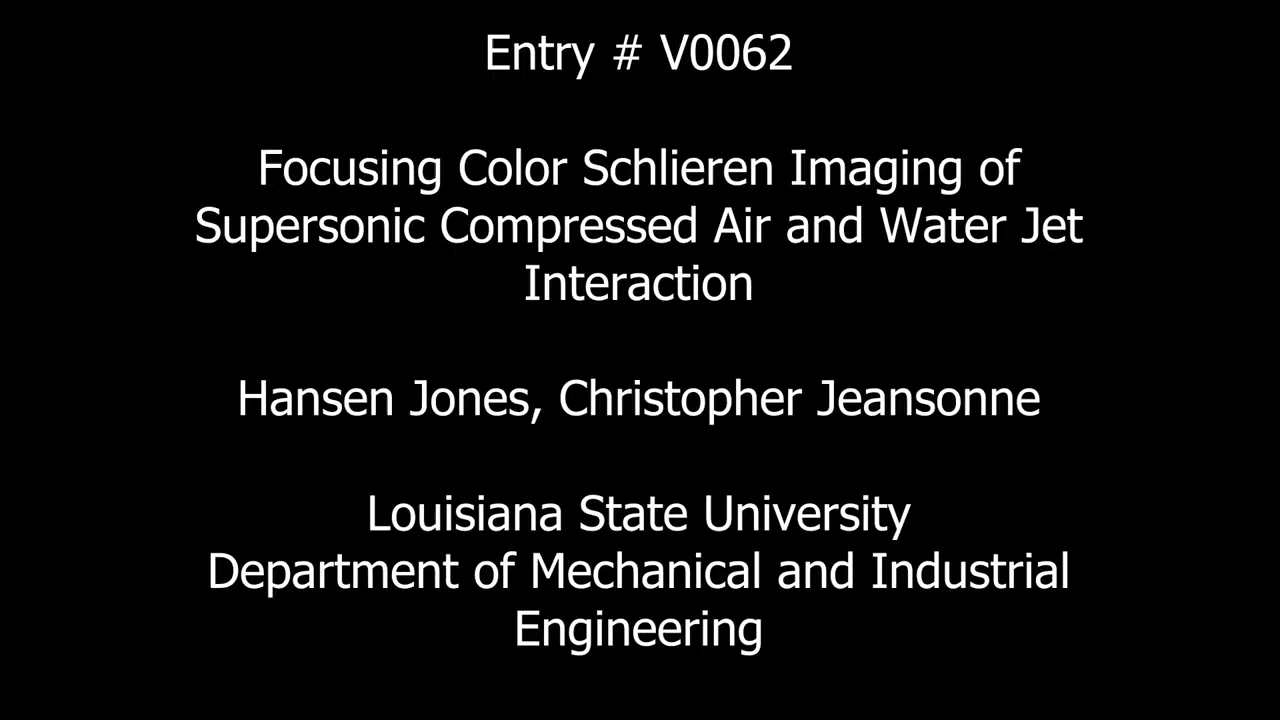 Entry # V0062
Focusing Color Schlieren Imaging of
Supersonic Compressed Air and Water Jet
Interaction
Hansen Jones, Christopher Jeansonne
Louisiana State University
Department of Mechanical and Industrial
Engineering